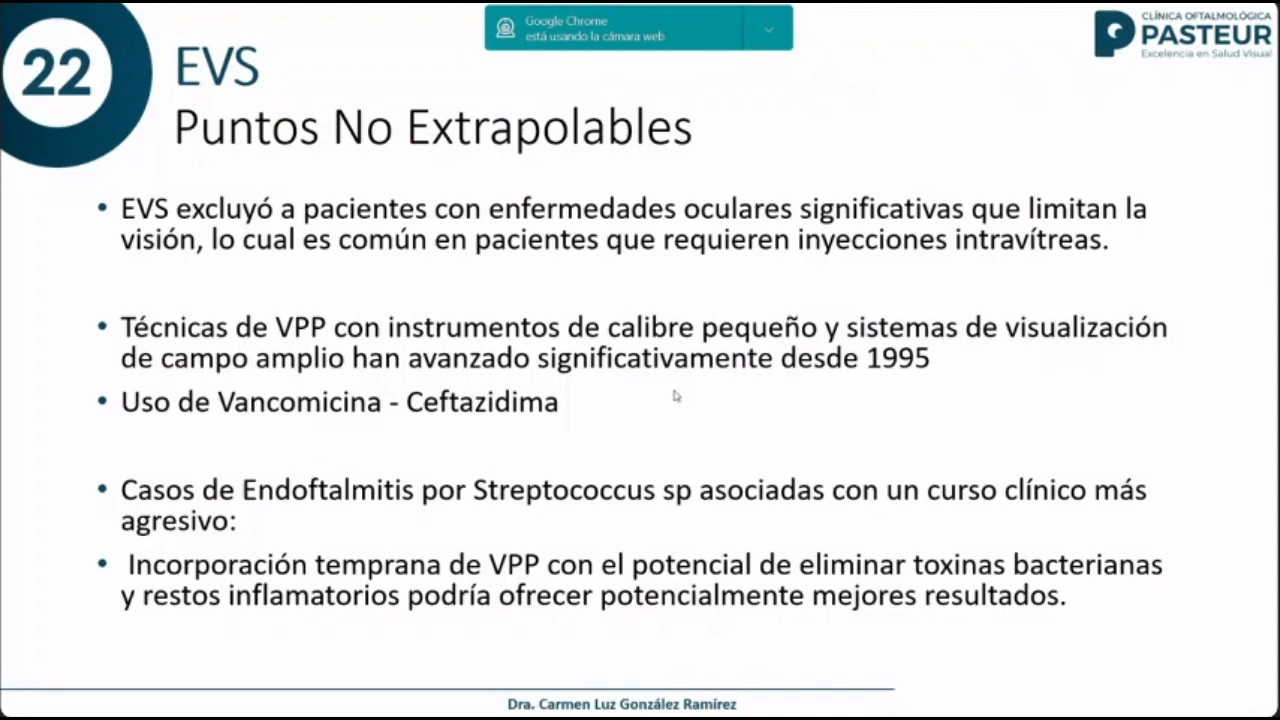 22
EVS
Puntos No Extrapolables
Google Chrome
está usando la cámara web
CLÍNICA OFTALMOLÓGICA
PASTEUR
Excelencia en Salud Visual
• EVS excluyó a pacientes con enfermedades oculares significativas que limitan la
visión, lo cual es común en pacientes que requieren inyecciones intravítreas.
• Técnicas de VPP con instrumentos de calibre pequeño y sistemas de visualización
de campo amplio han avanzado significativamente desde 1995
• Uso de Vancomicina - Ceftazidima
• Casos de Endoftalmitis por Streptococcus sp asociadas con un curso clínico más
agresivo:
• Incorporación temprana de VPP con el potencial de eliminar toxinas bacterianas
y restos inflamatorios podría ofrecer potencialmente mejores resultados.
Dra. Carmen Luz González Ramírez